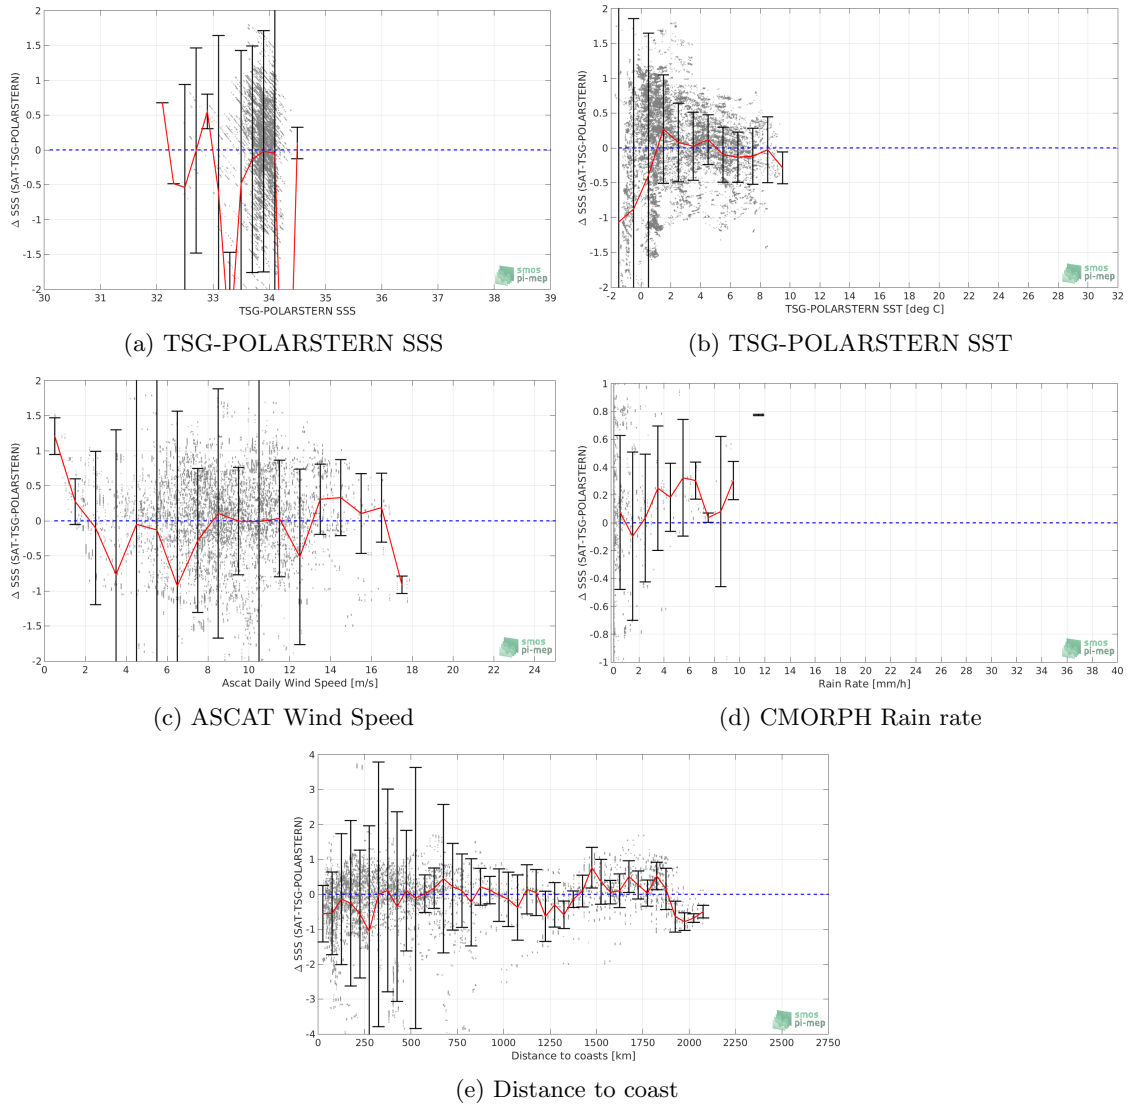 Δ SSS (SAT-TSG-POLARSTERN)
2
1.5
1
0.5
0
-0.5
-1
-1.5
-2
30 31 32 33 34 35 36 37 38 39
TSG-POLARSTERN SSS
smos
pi-mep
(a) TSG-POLARSTERN SSS
Δ SSS (SAT-TSG-POLARSTERN)
2
1.5
1
0.5
0
-0.5
-1
-1.5
-2
-2 0 2 4 6 8 10 12 14 16 18 20 22 24 26 28 30 32
TSG-POLARSTERN SST [deg C]
smos
pi-mep
(b) TSG-POLARSTERN SST
Δ SSS (SAT-TSG-POLARSTERN)
2
1.5
1
0.5
0
-0.5
-1
-1.5
-2
0 2 4 6 8 10 12 14 16 18 20 22 24
Ascat Daily Wind Speed [m/s]
smos
pi-mep
(c) ASCAT Wind Speed
Δ SSS (SAT-TSG-POLARSTERN)
1
0.8
0.6
0.4
0.2
0
-0.2
-0.4
-0.6
-0.8
-1
0 2 4 6 8 10 12 14 16 18 20 22 24 26 28 30 32 34 36 38 40
Rain Rate [mm/h]
smos
pi-mep
(d) CMORPH Rain rate
Δ SSS (SAT-TSG-POLARSTERN)
4
3
2
1
0
-1
-2
-3
-4
0 250 500 750 1000 1250 1500 1750 2000 2250 2500 2750
Distance to coasts [km]
smos
pi-mep
(e) Distance to coast